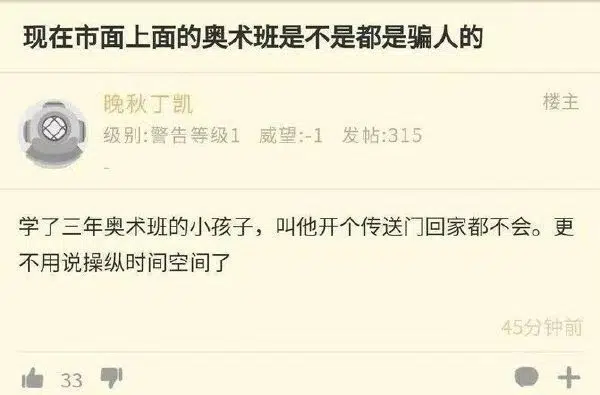 现在市面上面的奥术班是不是都是骗人的
晚秋丁凯
楼主
级别:警告等级1 威望:-1 发帖:315
-
学了三年奥术班的小孩子，叫他开个传送门回家都不会。更
不用说操纵时间空间了
45分钟前
33